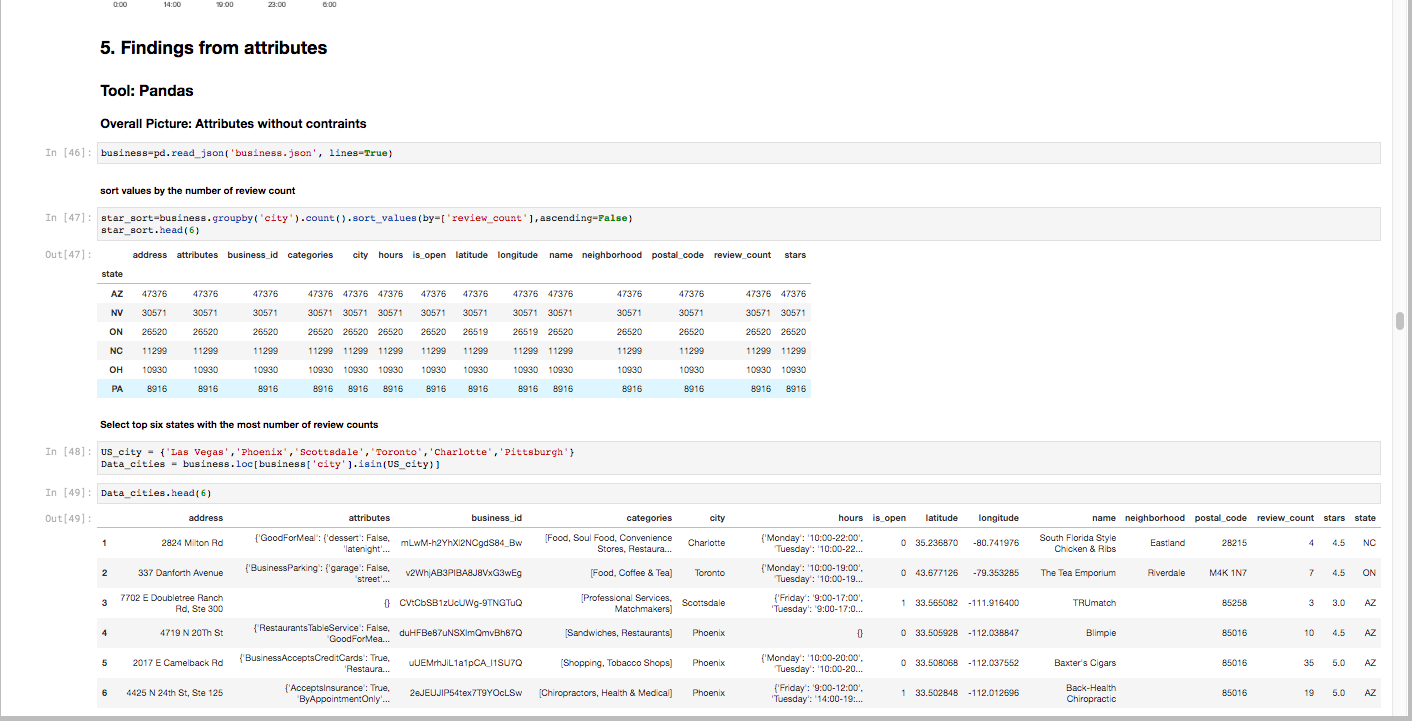 0:00 14:00 19:00 23:00 6:00
5. Findings from attributes
Tool: Pandas
Overall Picture: Attributes without contraints
In [46]: business=pd.read_json('business.json', lines=True)
sort values by the number of review count
In [47]: star_sort=business.groupby('city').count().sort_values(by=['review_count'],ascending=False)
star_sort.head(6)
Out[47]: address attributes business_id categories city hours is_open latitude longitude name neighborhood postal_code review_count stars
state
AZ 47376 47376 47376 47376 47376 47376 47376 47376 47376 47376 47376 47376 47376 47376
NV 30571 30571 30571 30571 30571 30571 30571 30571 30571 30571 30571 30571 30571 30571
ON 26520 26520 26520 26520 26520 26520 26520 26519 26519 26520 26520 26520 26520 26520
NC 11299 11299 11299 11299 11299 11299 11299 11299 11299 11299 11299 11299 11299 11299
OH 10930 10930 10930 10930 10930 10930 10930 10930 10930 10930 10930 10930 10930 10930
PA 8916 8916 8916 8916 8916 8916 8916 8916 8916 8916 8916 8916 8916 8916
Select top six states with the most number of review counts
In [48]: US_city = {'Las Vegas','Phoenix','Scottsdale','Toronto','Charlotte','Pittsburgh'}
Data_cities = business.loc[business['city'].isin(US_city)]
In [49]: Data_cities.head(6)
Out[49]: address attributes business_id categories city hours is_open latitude longitude name neighborhood postal_code review_count stars state
1 2824 Milton Rd {'GoodForMeal': {'dessert': False, 'latenight'... mLwM-h2YhXl2NCgdS84_Bw [Food, Soul Food, Convenience Stores, Restaura... Charlotte {'Monday': '10:00-22:00', 'Tuesday': '10:00-22... 0 35.236870 -80.741976 South Florida Style Chicken & Ribs Eastland 28215 4 4.5 NC
2 337 Danforth Avenue {'BusinessParking': {'garage': False, 'street'... v2WhjAB3PIBA8J8VxG3wEg [Food, Coffee & Tea] Toronto {'Monday': '10:00-19:00', 'Tuesday': '10:00-19... 0 43.677126 -79.353285 The Tea Emporium Riverdale M4K 1N7 7 4.5 ON
3 7702 E Doubletree Ranch Rd, Ste 300 {} CVtCbSB1zUcUWg-9TNGTuQ [Professional Services, Matchmakers] Scottsdale {'Friday': '9:00-17:00', 'Tuesday': '9:00-17:0... 1 33.565082 -111.916400 TRUmatch 85258 3 3.0 AZ
4 4719 N 20Th St {'RestaurantsTableService': False, 'GoodForMea... duHFBe87uNSXImQmvBh87Q [Sandwiches, Restaurants] Phoenix {} 0 33.505928 -112.038847 Blimpie 85016 10 4.5 AZ
5 2017 E Camelback Rd {'BusinessAcceptsCreditCards': True, 'Restaura... uUEMrhJiL1a1pCA_I1SU7Q [Shopping, Tobacco Shops] Phoenix {'Monday': '10:00-20:00', 'Tuesday': '10:00-20... 0 33.508068 -112.037552 Baxter's Cigars 85016 35 5.0 AZ
6 4425 N 24th St, Ste 125 {'AcceptsInsurance': True, 'ByAppointmentOnly'... 2eJEUJIP54tex7T9YOcLSw [Chiropractors, Health & Medical] Phoenix {'Friday': '9:00-12:00', 'Tuesday': '14:00-19:... 1 33.502848 -112.012696 Back-Health Chiropractic 85016 19 5.0 AZ